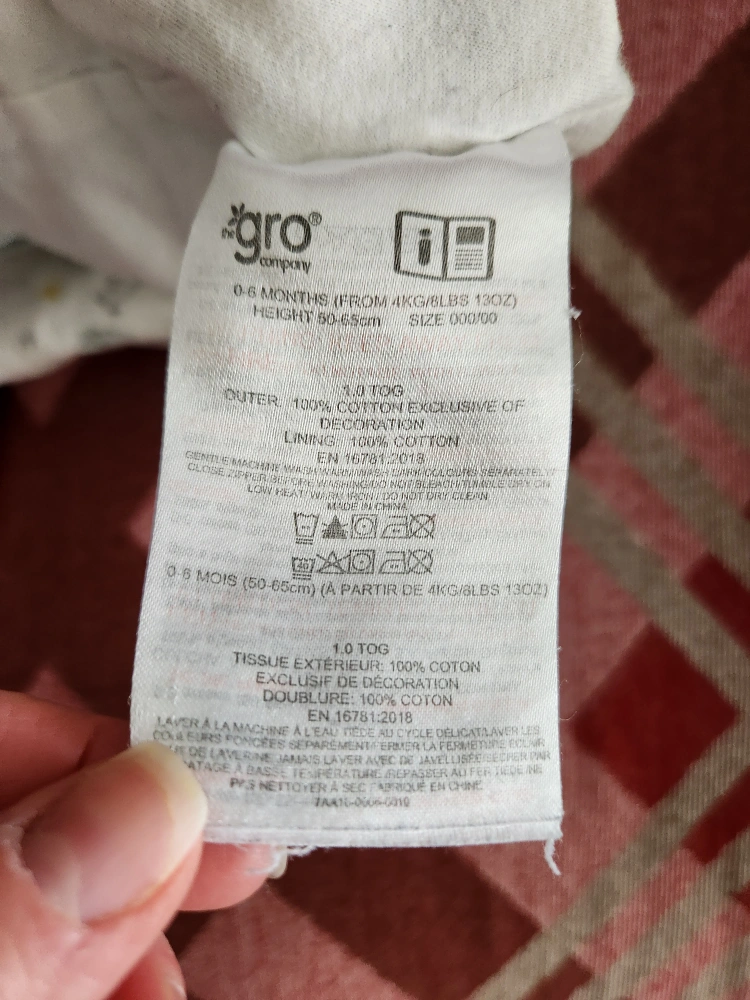 the gro® company
0-6 MONTHS (FROM 4KG/8LBS 13OZ)
HEIGHT 50-65cm SIZE 000/00
1.0 TOG
OUTER: 100% COTTON EXCLUSIVE OF
DECORATION
LINING: 100% COTTON
EN 16781:2018
GENTLE MACHINE WASH WARM/WASH DARK COLOURS SEPARATELY/
CLOSE ZIPPER BEFORE WASHING/DO NOT BLEACH/TUMBLE DRY ON
LOW HEAT/ WARM IRON / DO NOT DRY CLEAN
MADE IN CHINA
40
0-6 MOIS (50-65cm) (À PARTIR DE 4KG/8LBS 13OZ)
1.0 TOG
TISSUE EXTÉRIEUR: 100% COTON
EXCLUSIF DE DÉCORATION
DOUBLURE: 100% COTON
EN 16781:2018
LAVER À LA MACHINE À L'EAU TIÈDE AU CYCLE DÉLICAT/LAVER LES
COULEURS FONCÉES SÉPARÉMENT/FERMER LA FERMETURE ÉCLAIR
DE LAVER/NE JAMAIS LAVER AVEC DE JAVELLISE/SÉCHER PAR
À BASSE TEMPÉRATURE /REPASSER AU FER TIÈDE /NE
PAS NETTOYER À SEC FABRIQUÉ EN CHINE